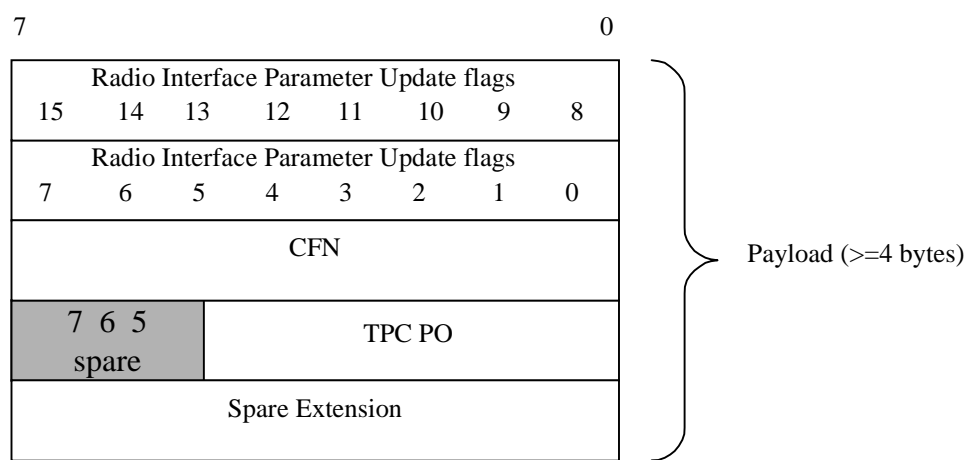 7 0
Radio Interface Parameter Update flags
15 14 13 12 11 10 9 8
Radio Interface Parameter Update flags
7 6 5 4 3 2 1 0
CFN
Payload (>=4 bytes)
7 6 5
spare
TPC PO
Spare Extension